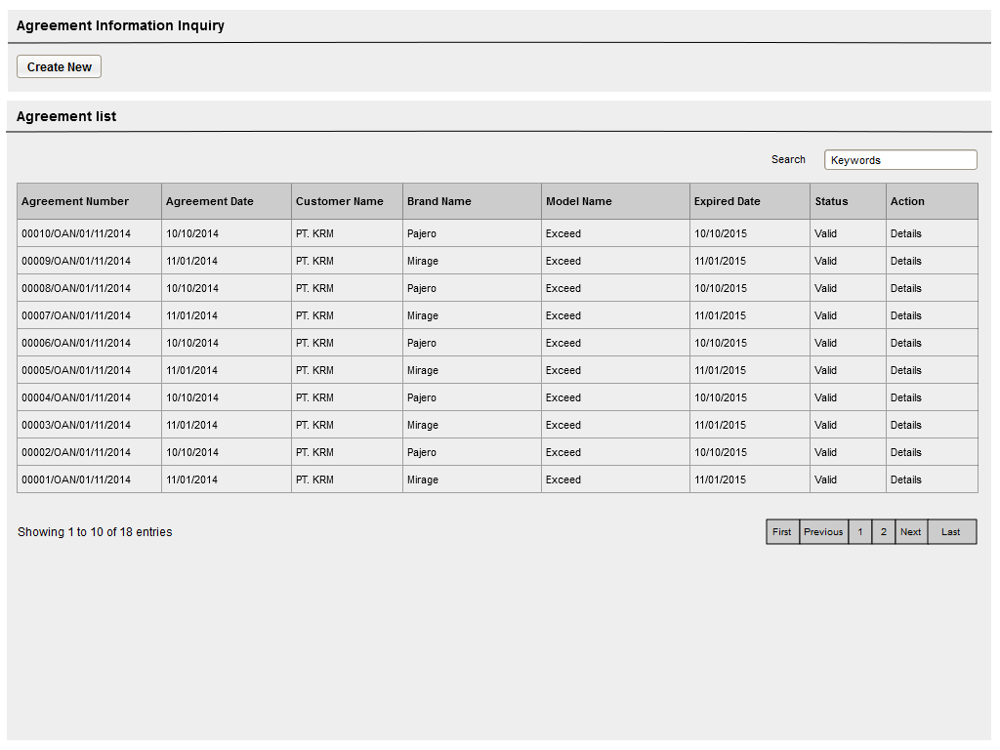 Agreement Information Inquiry
Create New
Agreement list
Search Keywords
Agreement Number Agreement Date Customer Name Brand Name Model Name Expired Date Status Action
00010/OAN/01/11/2014 10/10/2014 PT. KRM Pajero Exceed 10/10/2015 Valid Details
00009/OAN/01/11/2014 11/01/2014 PT. KRM Mirage Exceed 11/01/2015 Valid Details
00008/OAN/01/11/2014 10/10/2014 PT. KRM Pajero Exceed 10/10/2015 Valid Details
00007/OAN/01/11/2014 11/01/2014 PT. KRM Mirage Exceed 11/01/2015 Valid Details
00006/OAN/01/11/2014 10/10/2014 PT. KRM Pajero Exceed 10/10/2015 Valid Details
00005/OAN/01/11/2014 11/01/2014 PT. KRM Mirage Exceed 11/01/2015 Valid Details
00004/OAN/01/11/2014 10/10/2014 PT. KRM Pajero Exceed 10/10/2015 Valid Details
00003/OAN/01/11/2014 11/01/2014 PT. KRM Mirage Exceed 11/01/2015 Valid Details
00002/OAN/01/11/2014 10/10/2014 PT. KRM Pajero Exceed 10/10/2015 Valid Details
00001/OAN/01/11/2014 11/01/2014 PT. KRM Mirage Exceed 11/01/2015 Valid Details
Showing 1 to 10 of 18 entries First Previous 1 2 Next Last